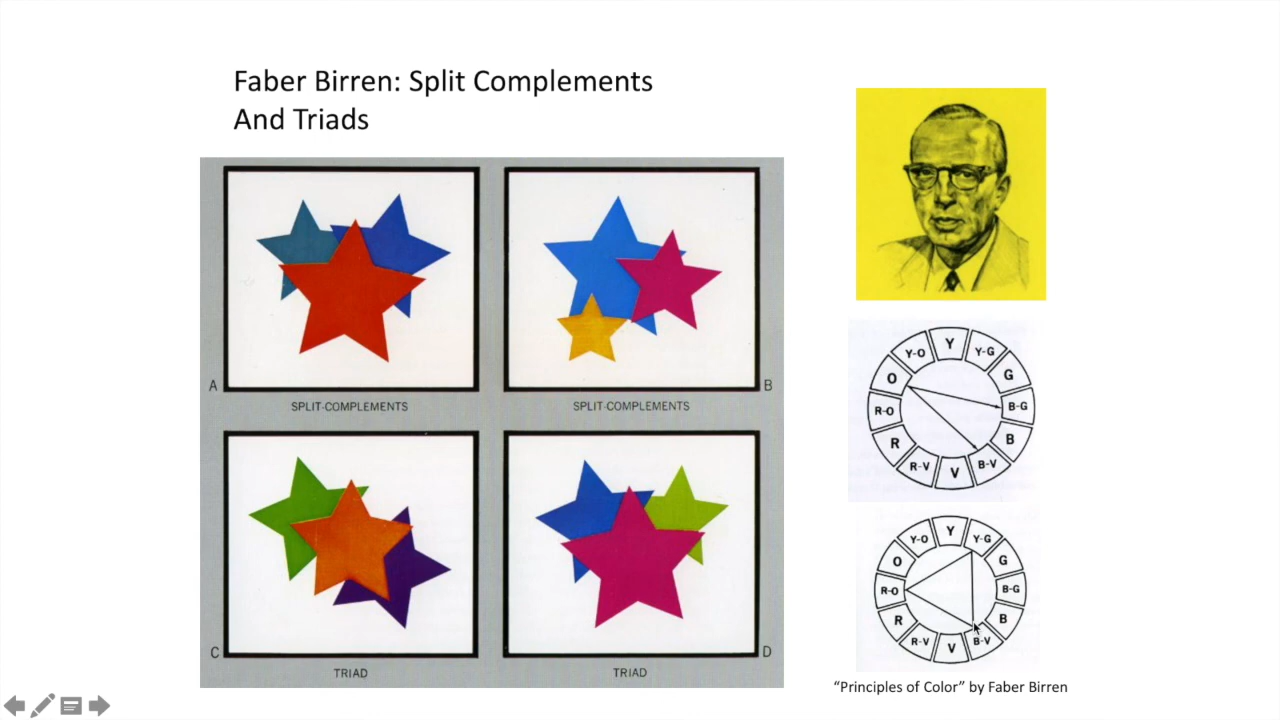 Faber Birren: Split Complements
And Triads
A
SPLIT-COMPLEMENTS
B
SPLIT-COMPLEMENTS
C
TRIAD
D
TRIAD
Y
Y-G
G
B-G
B
B-V
V
R-V
R
R-O
O
Y-O
Y
Y-G
G
B-G
B
B-V
V
R-V
R
R-O
O
Y-O
“Principles of Color” by Faber Birren